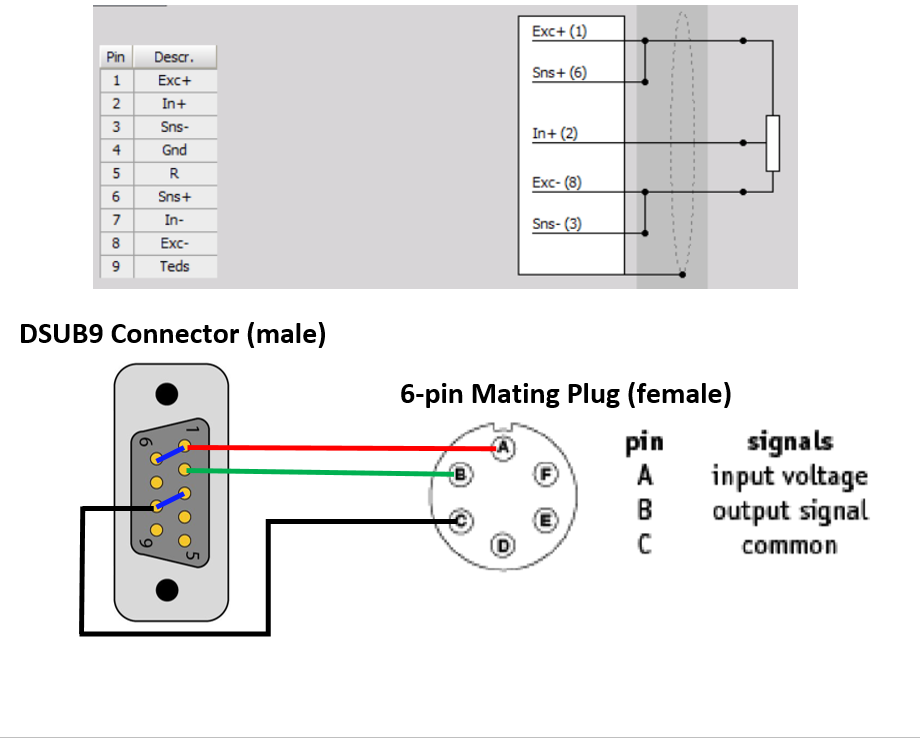 Pin Descr.
1 Exc+
2 In+
3 Sns-
4 Gnd
5 R
6 Sns+
7 In-
8 Exc-
9 Teds
Exc+ (1)
Sns+ (6)
In+ (2)
Exc- (8)
Sns- (3)
DSUB9 Connector (male)
1
6
9
5
6-pin Mating Plug (female)
A
B
F
C
E
D
pin signals
A input voltage
B output signal
C common